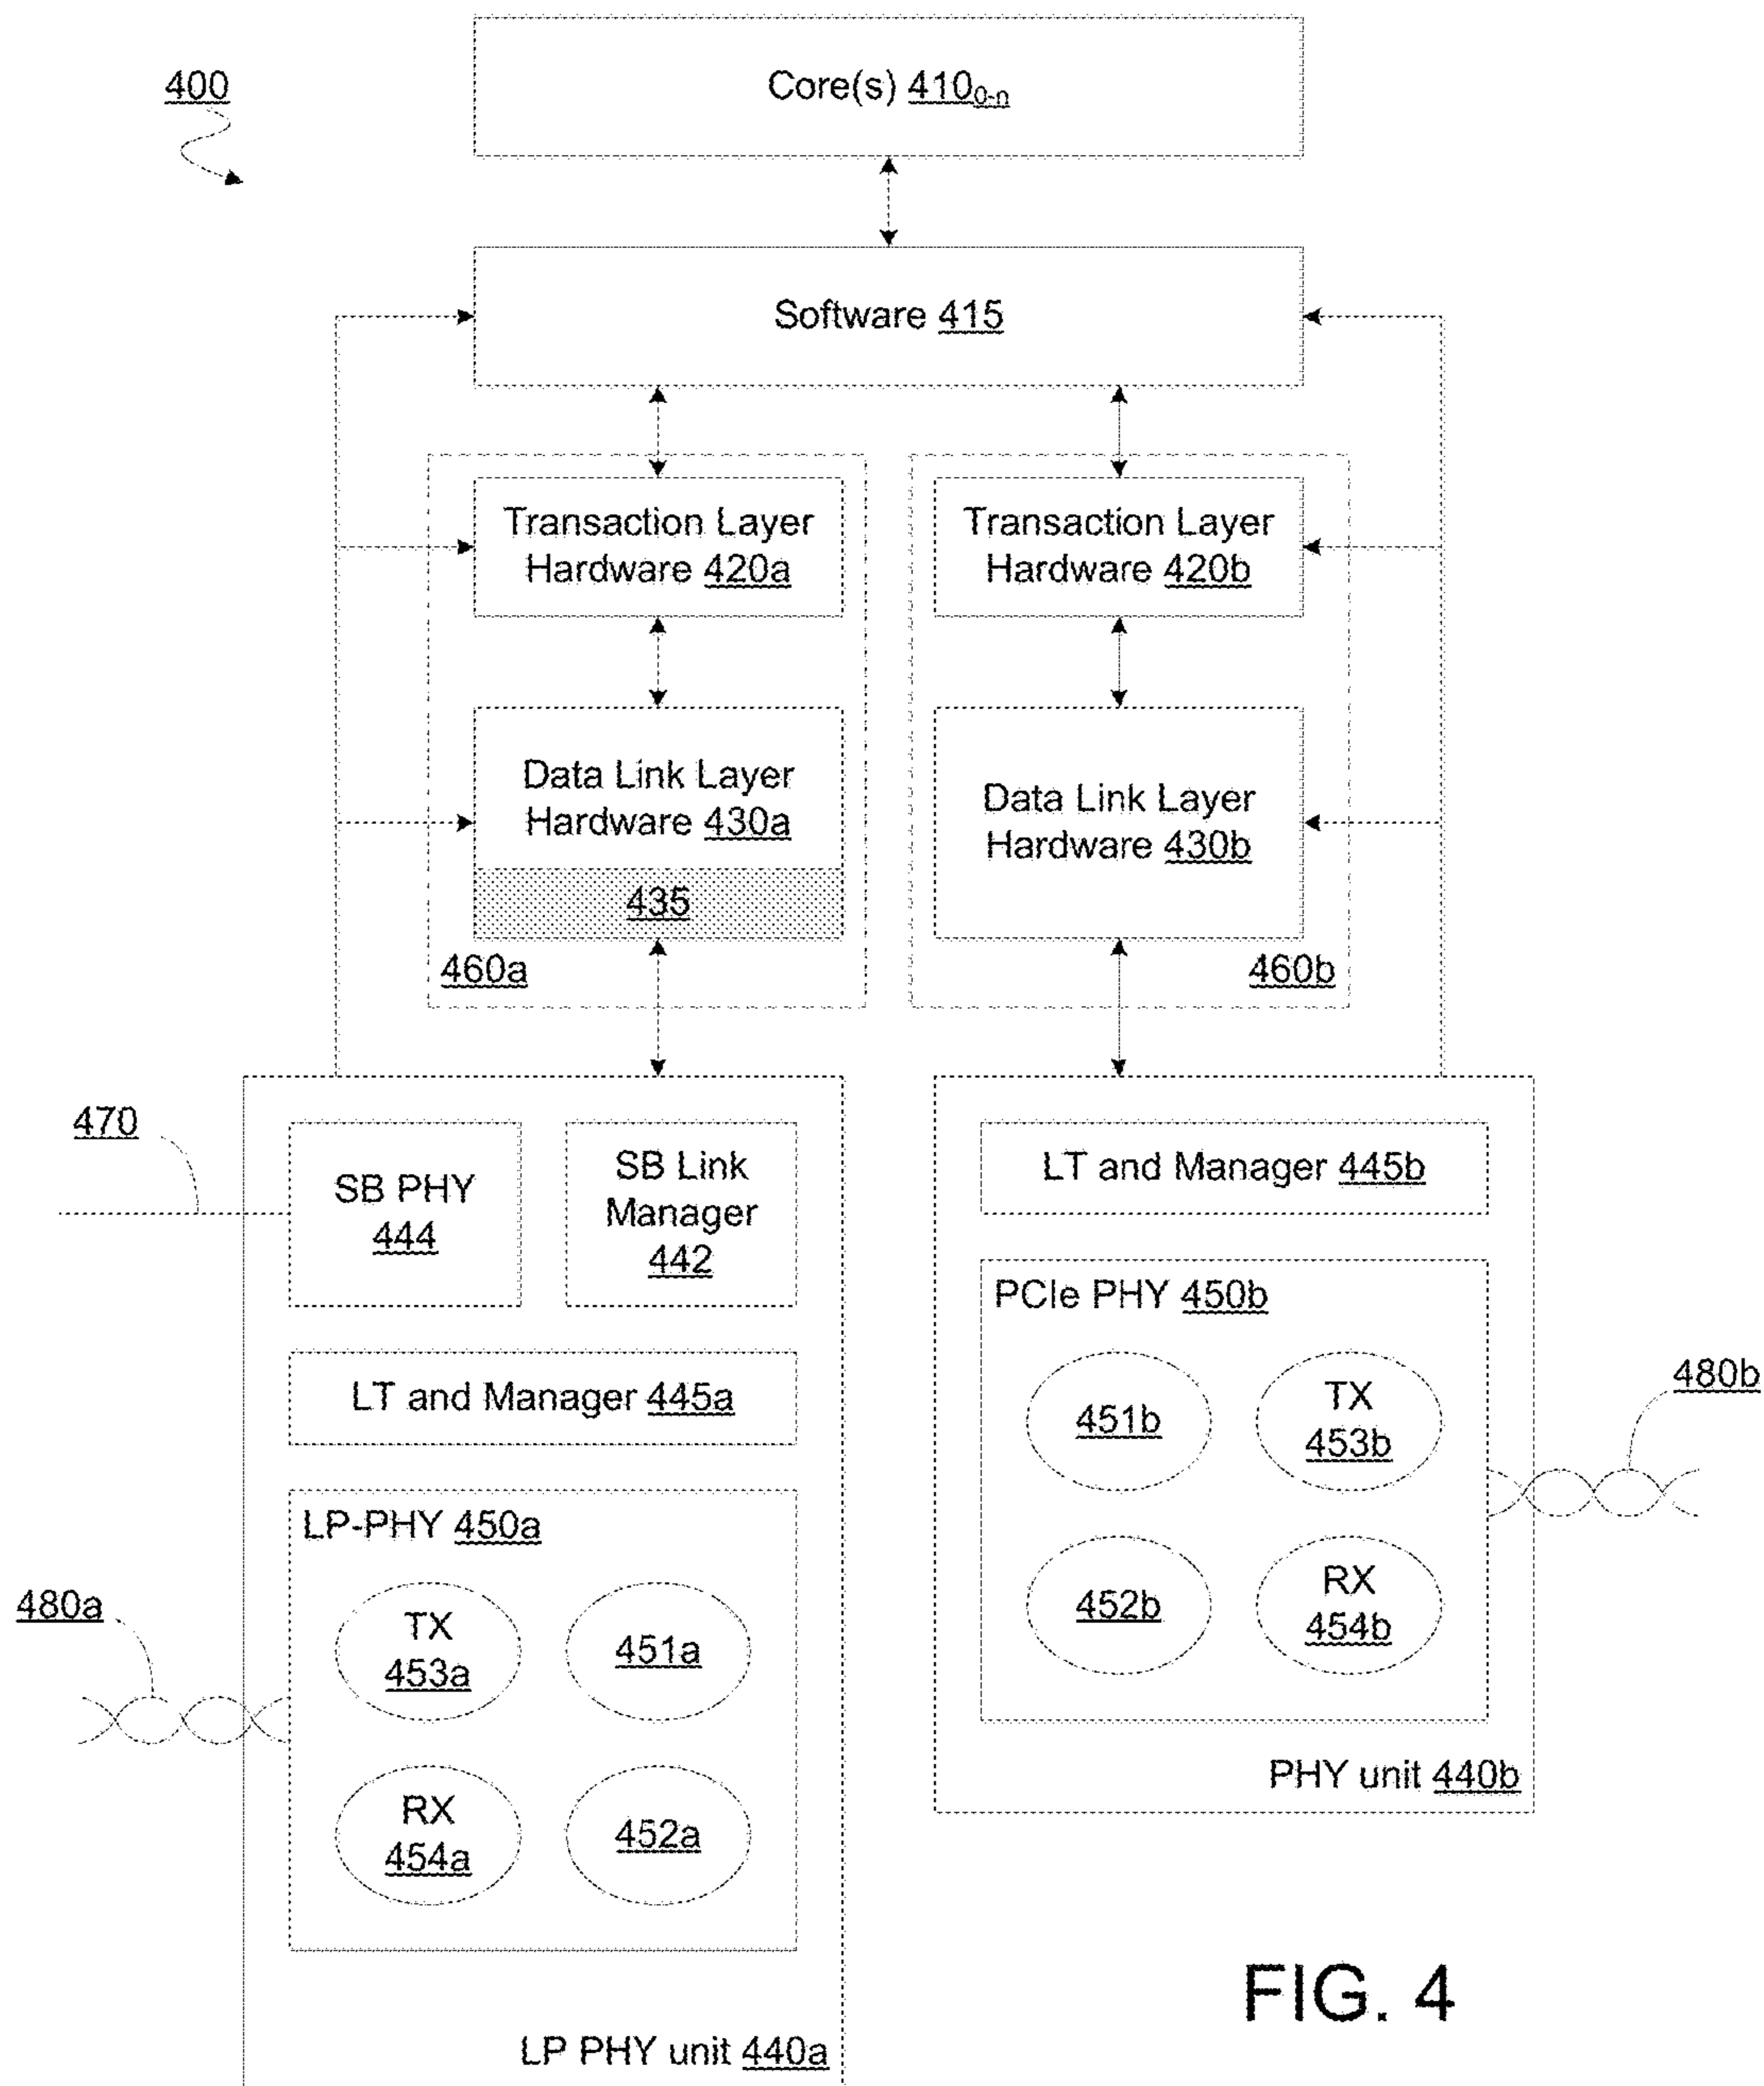 400
Core(s) 4100-n
Software 415
Transaction Layer
Hardware 420a
Transaction Layer
Hardware 420b
Data Link Layer
Hardware 430a
435
460a
Data Link Layer
Hardware 430b
460b
470
SB PHY
444
SB Link
Manager
442
LT and Manager 445a
LP-PHY 450a
TX
453a
451a
RX
454a
452a
480a
LP PHY unit 440a
LT and Manager 445b
PCIe PHY 450b
451b
TX
453b
452b
RX
454b
480b
PHY unit 440b
FIG. 4